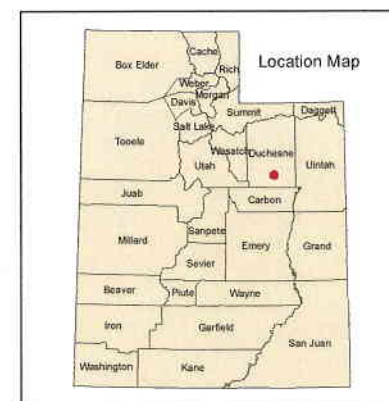 Location Map
Cache
Box Elder
Rich
Weber
Morgan
Davis
Summit
Daggett
Salt Lake
Tooele
Wasatch
Duchesne
Utah
Uintah
Juab
Carbon
Sanpete
Millard
Emery
Grand
Sevier
Beaver
Piute
Wayne
Iron
Garfield
San Juan
Washington
Kane